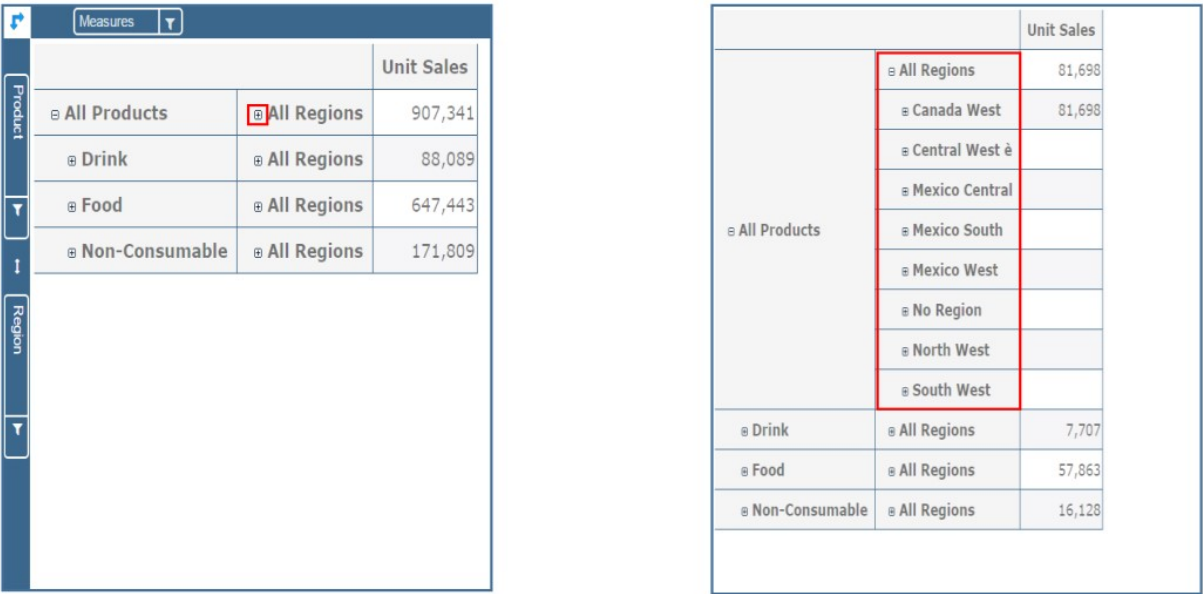 Measures
Product
Region
Unit Sales
All Products All Regions 907,341
Drink All Regions 88,089
Food All Regions 647,443
Non-Consumable All Regions 171,809
Unit Sales
All Products
All Regions 81,698
Canada West 81,698
Central West è
Mexico Central
Mexico South
Mexico West
No Region
North West
South West
Drink All Regions 7,707
Food All Regions 57,863
Non-Consumable All Regions 16,128